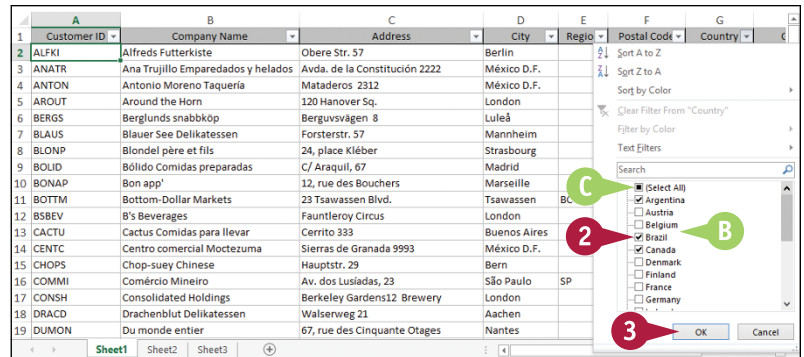 A B C D E F G
1 Customer ID Company Name Address City Regio Postal Code Country
2 ALFKI Alfreds Futterkiste Obere Str. 57 Berlin
3 ANATR Ana Trujillo Emparedados y helados Avda. de la Constitución 2222 México D.F.
4 ANTON Antonio Moreno Taquería Mataderos 2312 México D.F.
5 AROUT Around the Horn 120 Hanover Sq. London
6 BERGS Berglunds snabbköp Berguvsvägen 8 Luleå
7 BLAUS Blauer See Delikatessen Forsterstr. 57 Mannheim
8 BLONP Blondel père et fils 24, place Kléber Strasbourg
9 BOLID Bólido Comidas preparadas C/ Araquil, 67 Madrid
10 BONAP Bon app' 12, rue des Bouchers Marseille
11 BOTTM Bottom-Dollar Markets 23 Tsawassen Blvd. Tsawassen BC
12 BSBEV B's Beverages Fauntleroy Circus London
13 CACTU Cactus Comidas para llevar Cerrito 333 Buenos Aires
14 CENTC Centro comercial Moctezuma Sierras de Granada 9993 México D.F.
15 CHOPS Chop-suey Chinese Hauptstr. 29 Bern
16 COMMI Comércio Mineiro Av. dos Lusíadas, 23 São Paulo SP
17 CONSH Consolidated Holdings Berkeley Gardens12 Brewery London
18 DRACD Drachenblut Delikatessen Walserweg 21 Aachen
19 DUMON Du monde entier 67, rue des Cinquante Otages Nantes
Sheet1 Sheet2 Sheet3
Sort A to Z
Sort Z to A
Sort by Color
Clear Filter From "Country"
Filter by Color
Text Filters
Search
C (Select All)
Argentina
Austria
Belgium
2 Brazil B
Canada
Denmark
Finland
France
Germany
3 OK Cancel